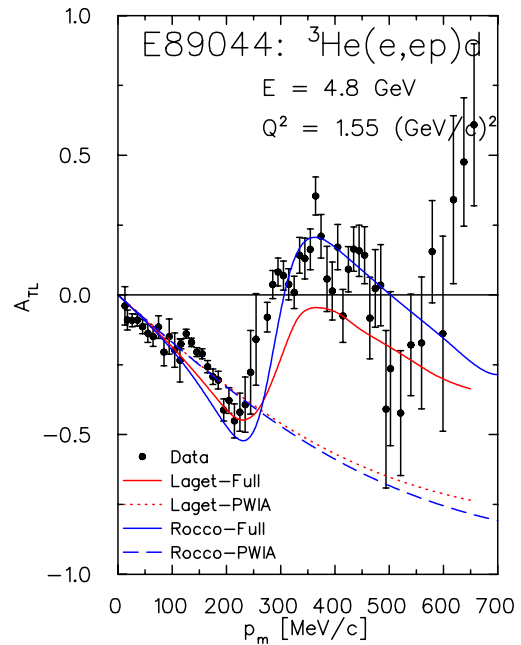 1.0
E89044: ³He(e,ep)d
E = 4.8 GeV
Q² = 1.55 (GeV/c)²
0.5
A_TL
0.0
−0.5
Data
Laget−Full
Laget−PWIA
Rocco−Full
Rocco−PWIA
−1.0
0 100 200 300 400 500 600 700
p_m [MeV/c]